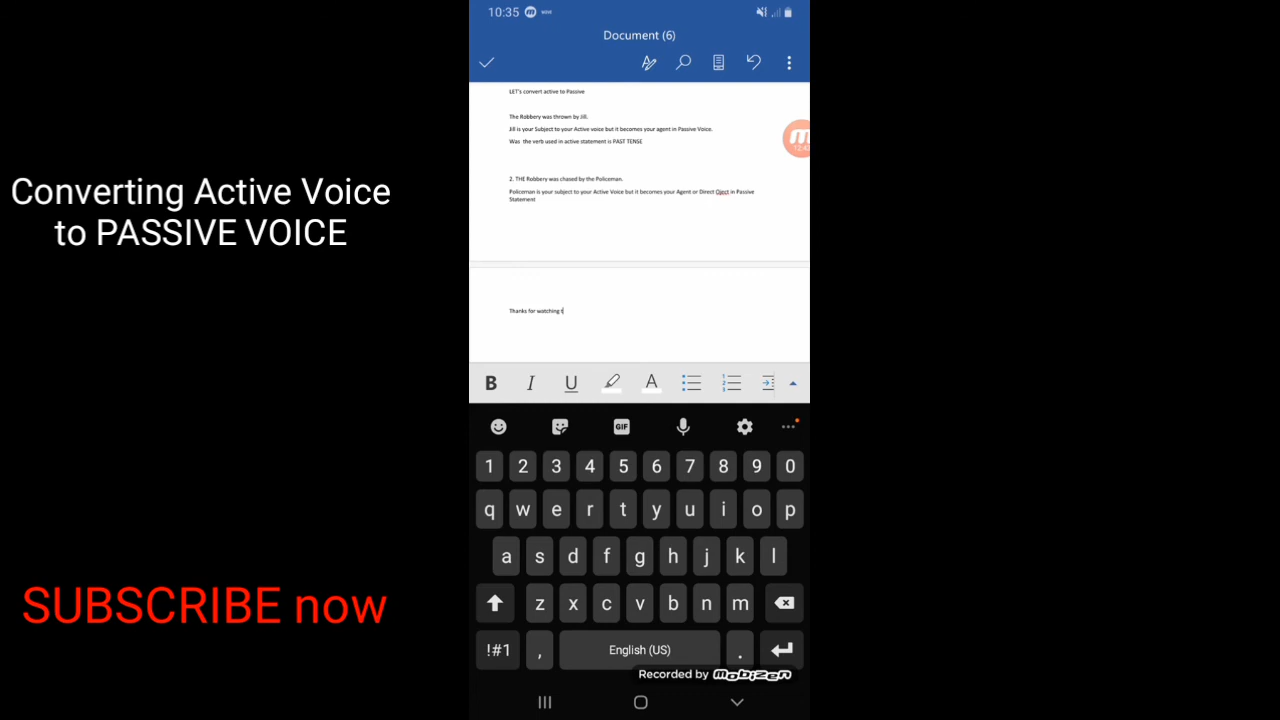 10:35
Document (6)
LET's convert active to Passive
The Robbery was thrown by Jill.
Jill is your Subject to your Active voice but it becomes your agent in Passive Voice.
Was the verb used in active statement is PAST TENSE
2. THE Robbery was chased by the Policeman.
Policeman is your subject to your Active Voice but it becomes your Agent or Direct Oject in Passive
Statement
Converting Active Voice
to PASSIVE VOICE
Thanks for watching t
B I U A
GIF
1 2 3 4 5 6 7 8 9 0
q w e r t y u i o p
a s d f g h j k l
SUBSCRIBE now
z x c v b n m
!#1 , English (US) .
Recorded by mobizen